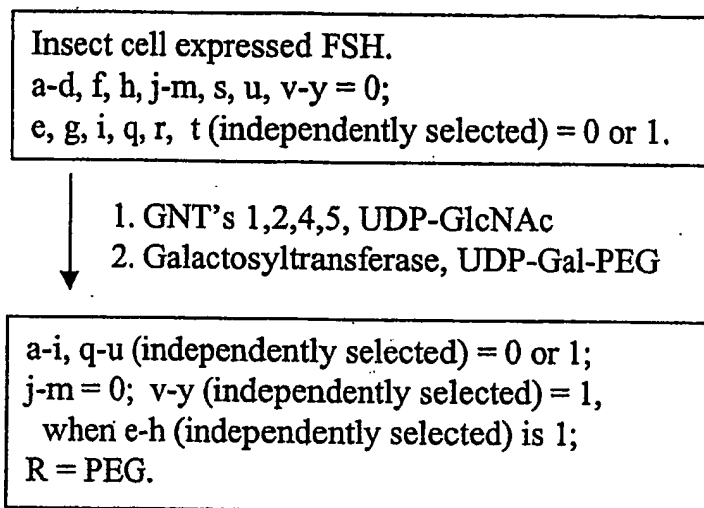 Insect cell expressed FSH.
a-d, f, h, j-m, s, u, v-y = 0;
e, g, i, q, r, t (independently selected) = 0 or 1.
1. GNT's 1,2,4,5, UDP-GlcNAc
2. Galactosyltransferase, UDP-Gal-PEG
a-i, q-u (independently selected) = 0 or 1;
j-m = 0; v-y (independently selected) = 1,
when e-h (independently selected) is 1;
R = PEG.